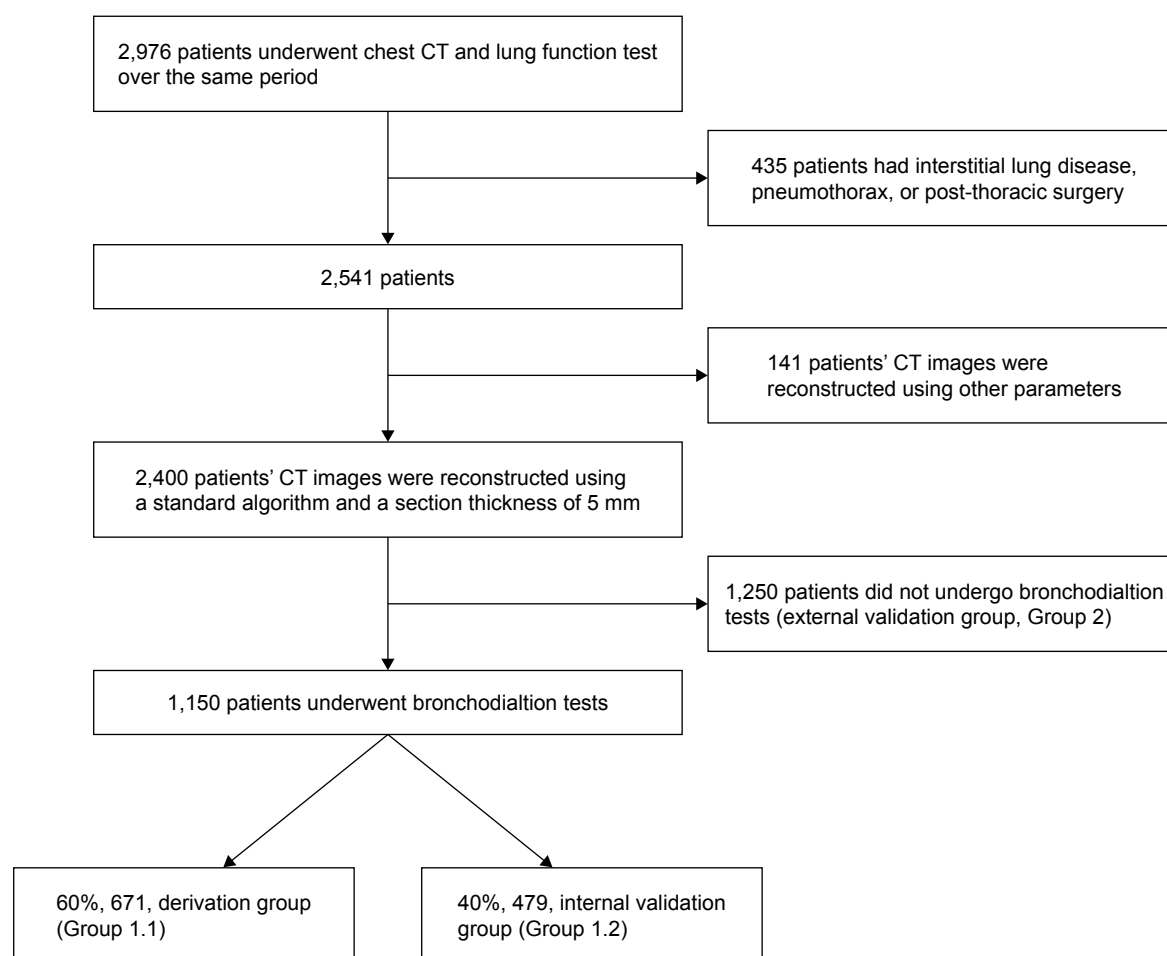 2,976 patients underwent chest CT and lung function test
over the same period
435 patients had interstitial lung disease,
pneumothorax, or post-thoracic surgery
2,541 patients
141 patients’ CT images were
reconstructed using other parameters
2,400 patients’ CT images were reconstructed using
a standard algorithm and a section thickness of 5 mm
1,250 patients did not undergo bronchodialtion
tests (external validation group, Group 2)
1,150 patients underwent bronchodialtion tests
60%, 671, derivation group
(Group 1.1)
40%, 479, internal validation
group (Group 1.2)